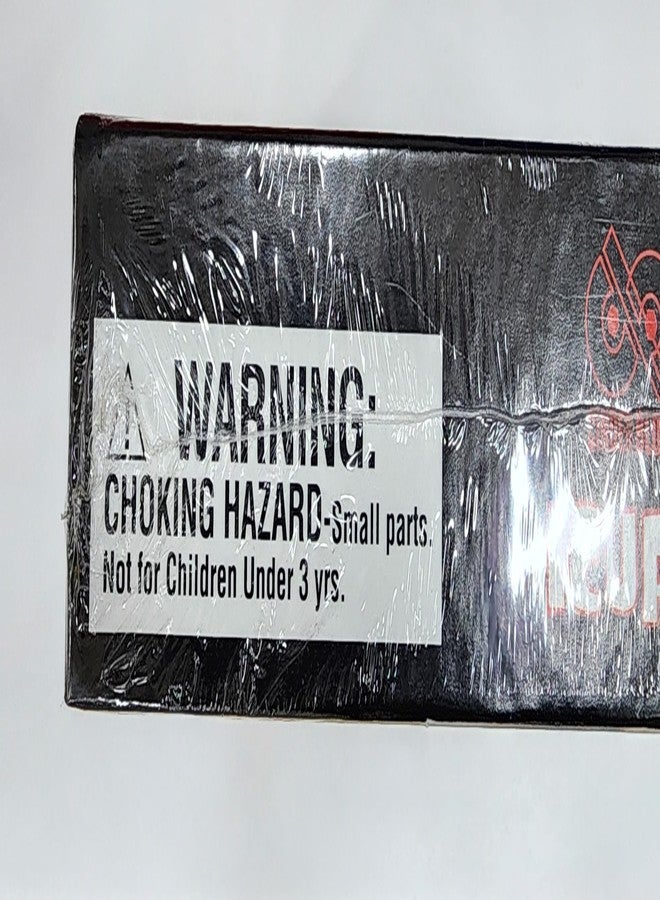 WARNING:
CHOKING HAZARD-Small parts.
Not for Children Under 3 yrs.